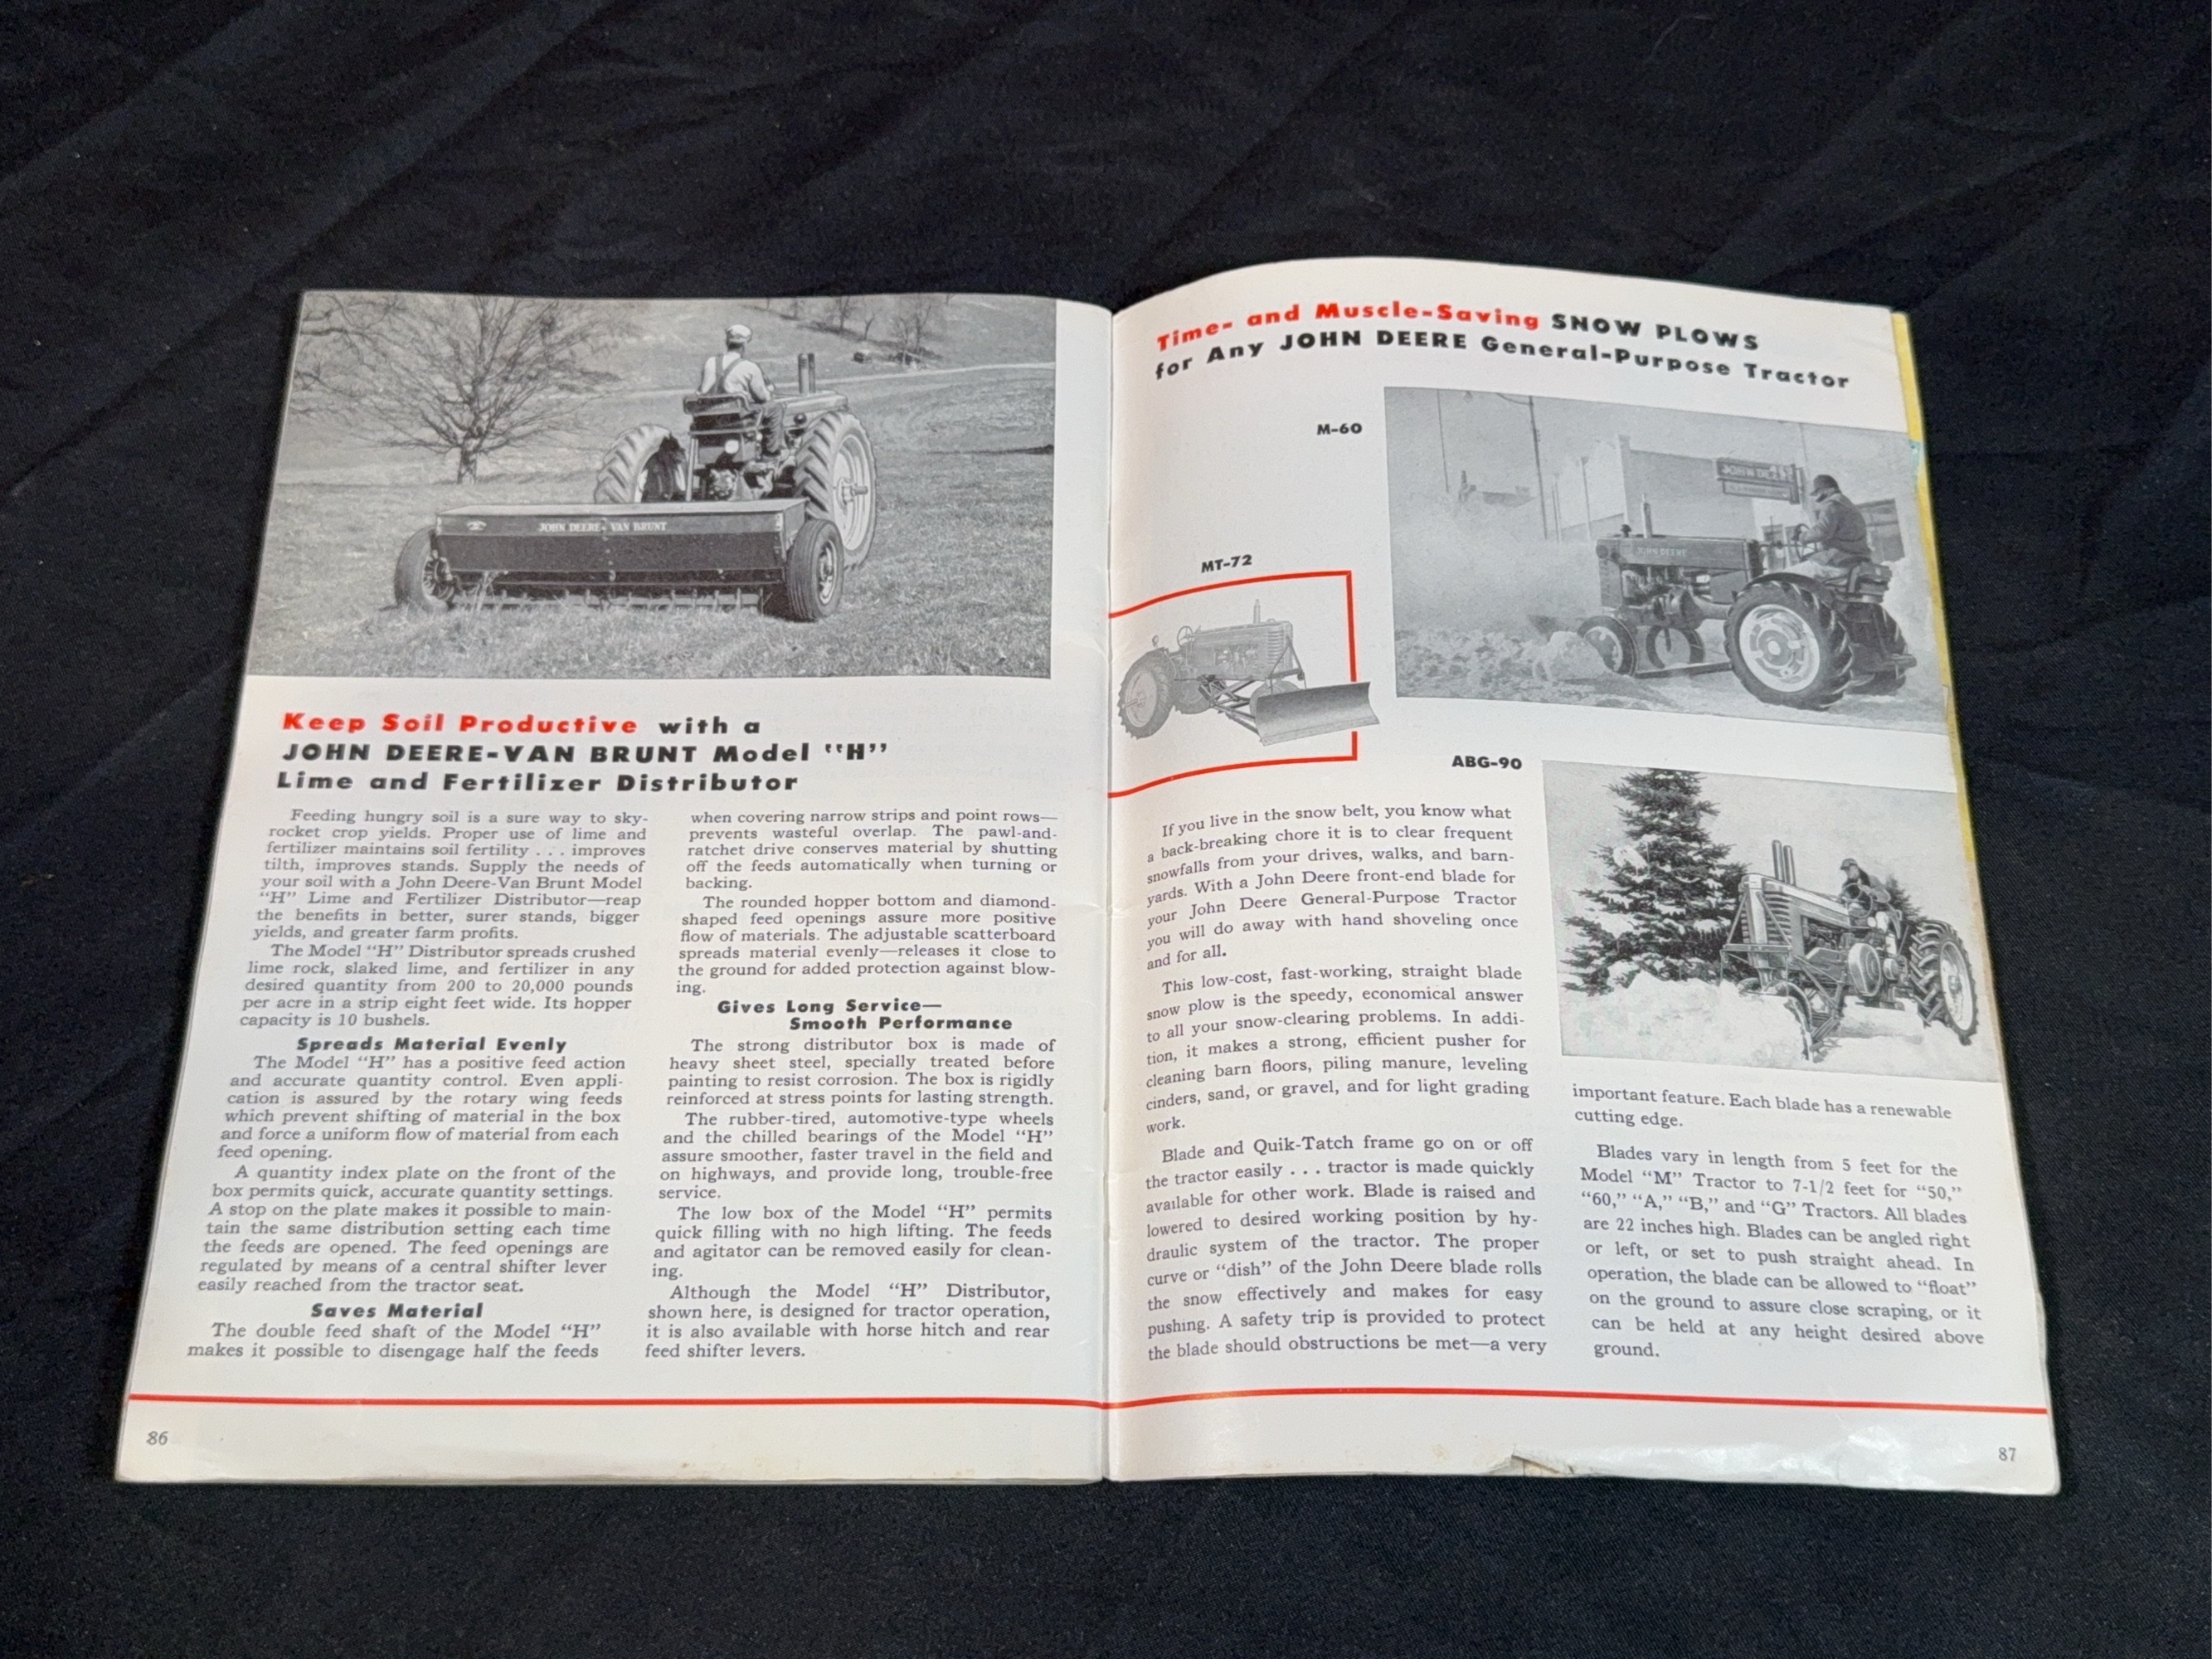 JOHN DEERE-VAN BRUNT
Keep Soil Productive with a
JOHN DEERE-VAN BRUNT Model "H"
Lime and Fertilizer Distributor
Feeding hungry soil is a sure way to sky-
rocket crop yields. Proper use of lime and
fertilizer maintains soil fertility . . . improves
tilth, improves stands. Supply the needs of
your soil with a John Deere-Van Brunt Model
"H" Lime and Fertilizer Distributor—reap
the benefits in better, surer stands, bigger
yields, and greater farm profits.
The Model "H" Distributor spreads crushed
lime rock, slaked lime, and fertilizer in any
desired quantity from 200 to 20,000 pounds
per acre in a strip eight feet wide. Its hopper
capacity is 10 bushels.
Spreads Material Evenly
The Model "H" has a positive feed action
and accurate quantity control. Even appli-
cation is assured by the rotary wing feeds
which prevent shifting of material in the box
and force a uniform flow of material from each
feed opening.
A quantity index plate on the front of the
box permits quick, accurate quantity settings.
A stop on the plate makes it possible to main-
tain the same distribution setting each time
the feeds are opened. The feed openings are
regulated by means of a central shifter lever
easily reached from the tractor seat.
Saves Material
The double feed shaft of the Model "H"
makes it possible to disengage half the feeds
when covering narrow strips and point rows—
prevents wasteful overlap. The pawl-and-
ratchet drive conserves material by shutting
off the feeds automatically when turning or
backing.
The rounded hopper bottom and diamond-
shaped feed openings assure more positive
flow of materials. The adjustable scatterboard
spreads material evenly—releases it close to
the ground for added protection against blow-
ing.
Gives Long Service—
Smooth Performance
The strong distributor box is made of
heavy sheet steel, specially treated before
painting to resist corrosion. The box is rigidly
reinforced at stress points for lasting strength.
The rubber-tired, automotive-type wheels
and the chilled bearings of the Model "H"
assure smoother, faster travel in the field and
on highways, and provide long, trouble-free
service.
The low box of the Model "H" permits
quick filling with no high lifting. The feeds
and agitator can be removed easily for clean-
ing.
Although the Model "H" Distributor,
shown here, is designed for tractor operation,
it is also available with horse hitch and rear
feed shifter levers.
86
Time- and Muscle-Saving SNOW PLOWS
for Any JOHN DEERE General-Purpose Tractor
M-60
JOHN DEERE
JOHN DEERE
MT-72
ABG-90
If you live in the snow belt, you know what
a back-breaking chore it is to clear frequent
snowfalls from your drives, walks, and barn-
yards. With a John Deere front-end blade for
your John Deere General-Purpose Tractor
you will do away with hand shoveling once
and for all.
This low-cost, fast-working, straight blade
snow plow is the speedy, economical answer
to all your snow-clearing problems. In addi-
tion, it makes a strong, efficient pusher for
cleaning barn floors, piling manure, leveling
cinders, sand, or gravel, and for light grading
work.
Blade and Quik-Tatch frame go on or off
the tractor easily . . . tractor is made quickly
available for other work. Blade is raised and
lowered to desired working position by hy-
draulic system of the tractor. The proper
curve or "dish" of the John Deere blade rolls
the snow effectively and makes for easy
pushing. A safety trip is provided to protect
the blade should obstructions be met—a very
important feature. Each blade has a renewable
cutting edge.
Blades vary in length from 5 feet for the
Model "M" Tractor to 7-1/2 feet for "50,"
"60," "A," "B," and "G" Tractors. All blades
are 22 inches high. Blades can be angled right
or left, or set to push straight ahead. In
operation, the blade can be allowed to "float"
on the ground to assure close scraping, or it
can be held at any height desired above
ground.
87